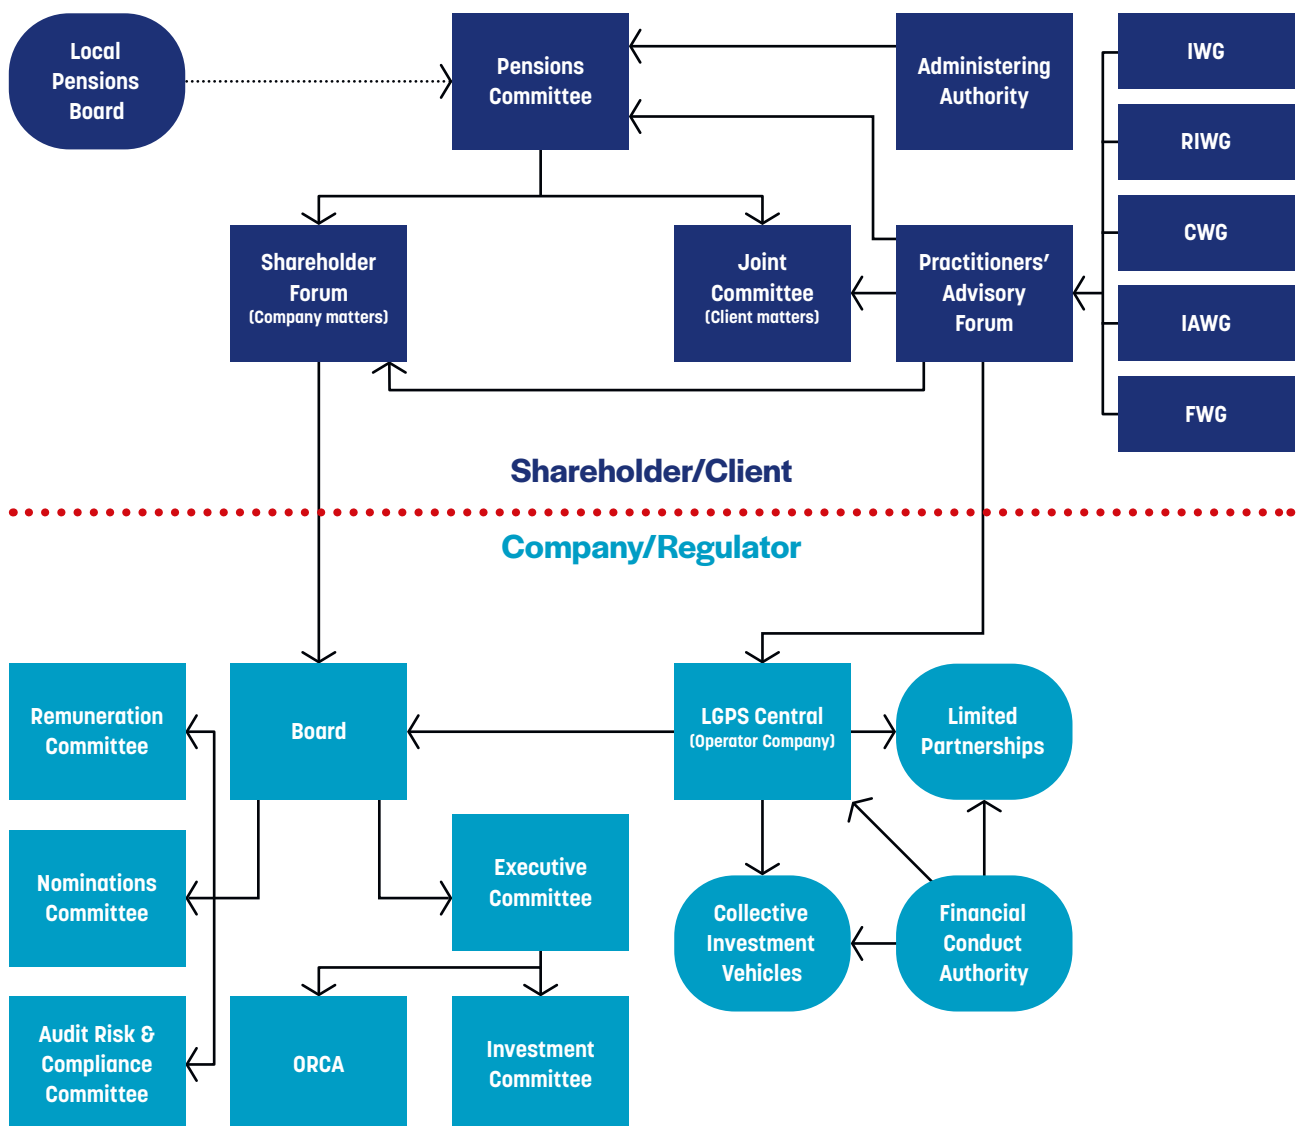 Local
Pensions
Board
Pensions
Committee
Administering
Authority
IWG
RIWG
CWG
IAWG
FWG
Shareholder
Forum
(Company matters)
Joint
Committee
(Client matters)
Practitioners’
Advisory
Forum
Shareholder/Client
Company/Regulator
Remuneration
Committee
Board
LGPS Central
(Operator Company)
Limited
Partnerships
Nominations
Committee
Executive
Committee
Collective
Investment
Vehicles
Financial
Conduct
Authority
Audit Risk &
Compliance
Committee
ORCA
Investment
Committee